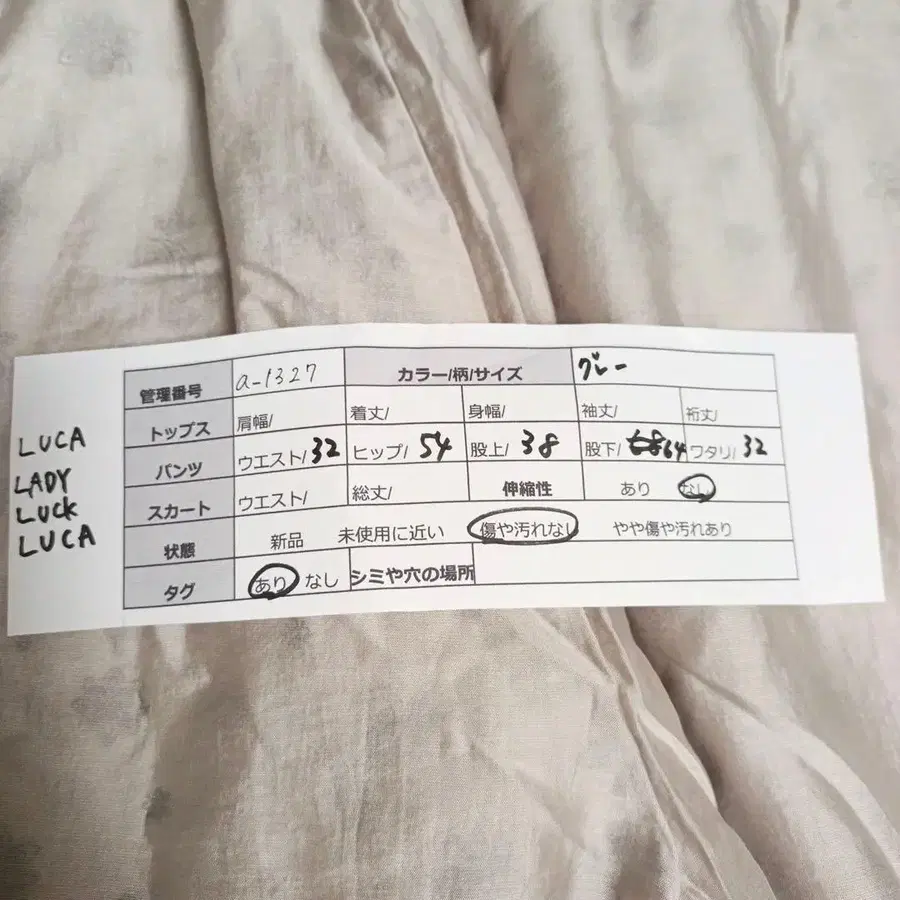 LUCA
LADY
LUCK
LUCA
管理番号 a-1327 カラー/柄/サイズ グレー
トップス 肩幅/ 着丈/ 身幅/ 袖丈/ 裄丈/
パンツ ウエスト/32 ヒップ/ 54 股上/ 38 股下/ 64 ワタリ/ 32
スカート ウエスト/ 総丈/ 伸縮性 あり なし
状態 新品 未使用に近い 傷や汚れなし やや傷や汚れあり
タグ あり なし シミや穴の場所